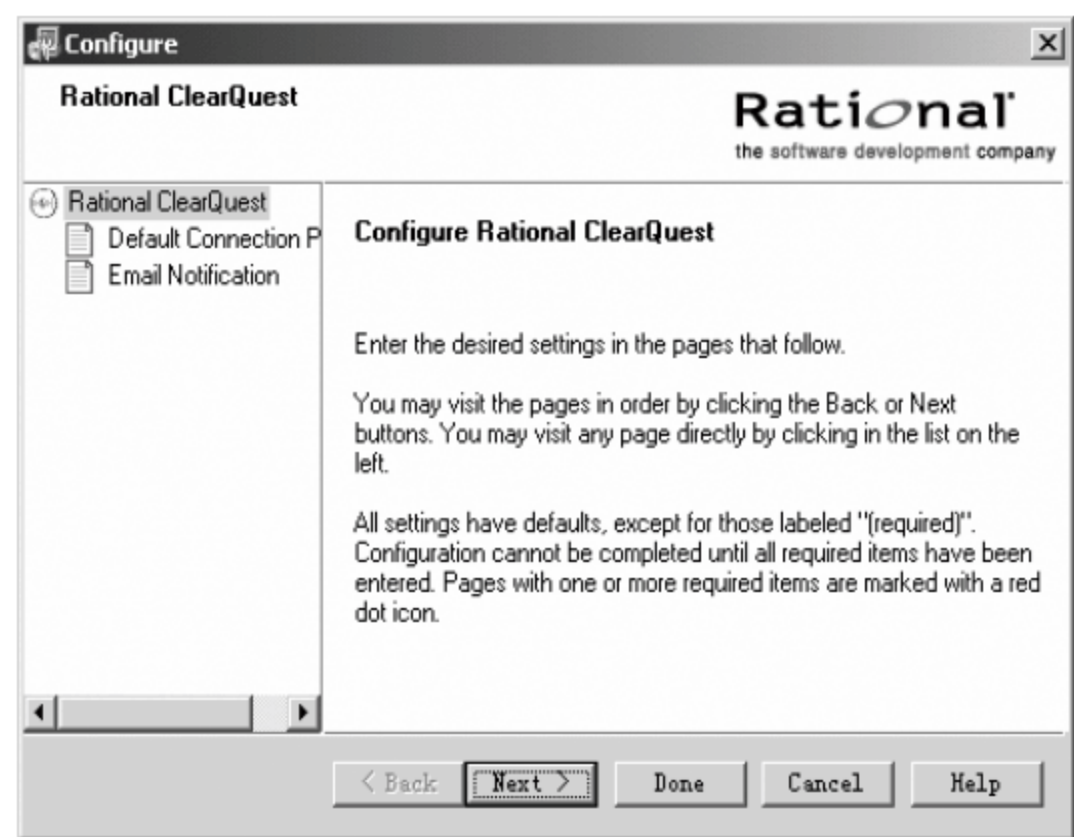 Configure
Rational ClearQuest
Rational
the software development company
Rational ClearQuest
Default Connection P
Email Notification
Configure Rational ClearQuest
Enter the desired settings in the pages that follow.
You may visit the pages in order by clicking the Back or Next
buttons. You may visit any page directly by clicking in the list on the
left.
All settings have defaults, except for those labeled "(required)".
Configuration cannot be completed until all required items have been
entered. Pages with one or more required items are marked with a red
dot icon.
< Back Next > Done Cancel Help